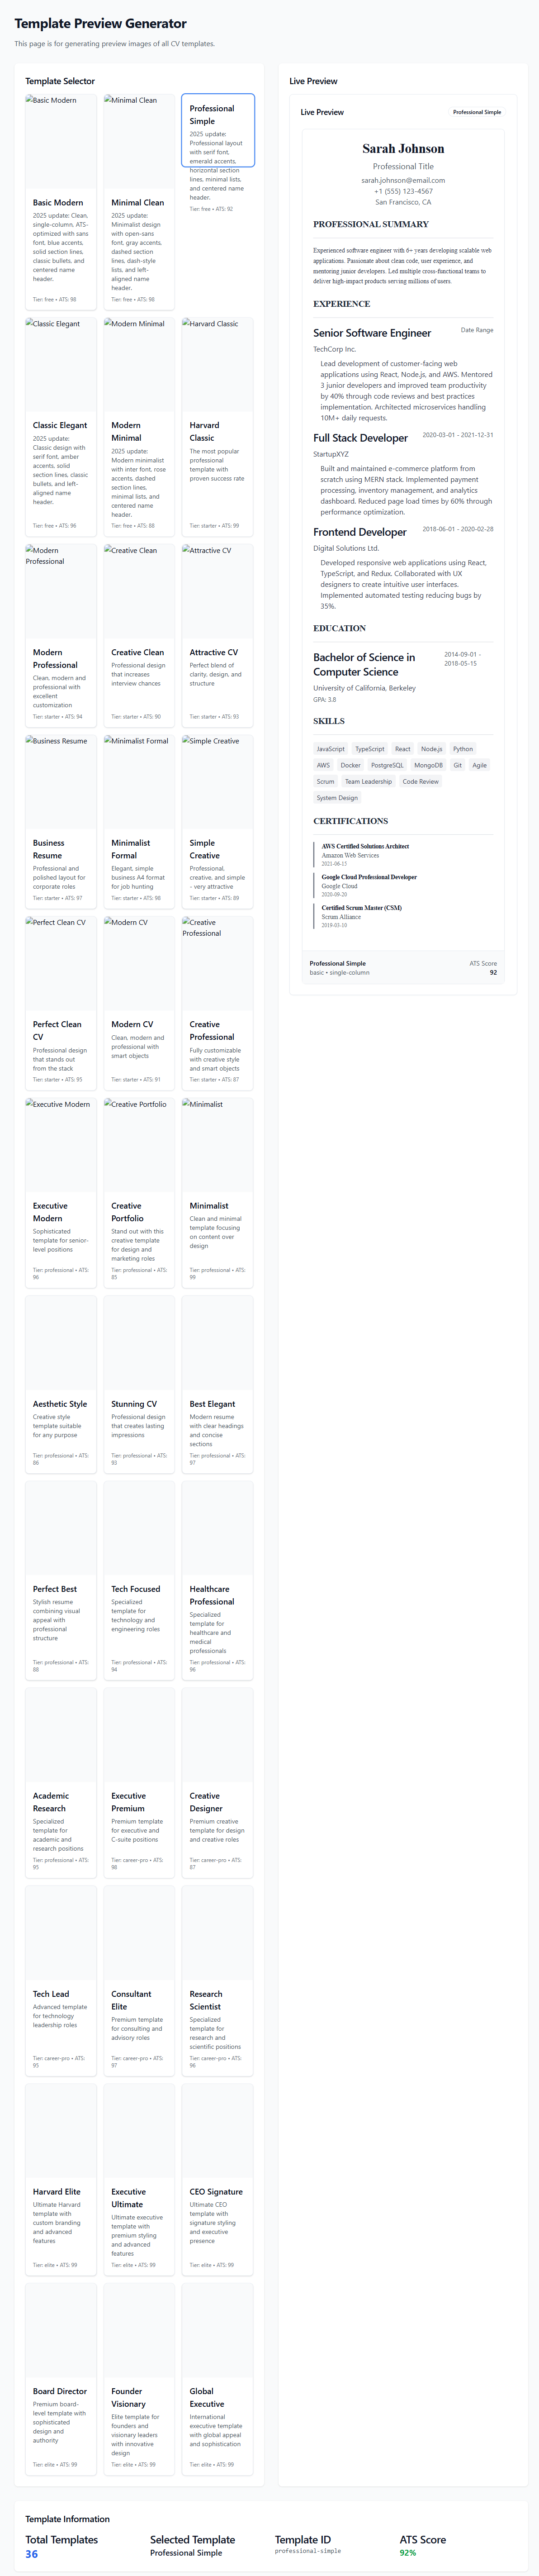 Template Preview Generator
This page is for generating preview images of all CV templates.
Template Selector
Basic Modern
Basic Modern
2025 update:
Clean,
single-column,
ATS-
optimized with
sans font,
blue accents,
solid section
lines, classic
bullets, and
centered name
header.
Tier: free • ATS: 98
Minimal Clean
Minimal Clean
2025 update:
Minimalist
design with
open-sans
font, gray
accents,
dashed section
lines, dash-style
lists, and left-
aligned name
header.
Tier: free • ATS: 98
Professional
Simple
2025 update:
Professional layout
with serif font,
emerald accents,
horizontal section
lines, minimal lists,
and centered name
header.
Tier: free • ATS: 92
Classic Elegant
Classic Elegant
2025 update:
Classic design with
serif font, amber
accents, solid
section lines, classic
bullets, and left-
aligned name
header.
Tier: free • ATS: 96
Modern Minimal
Modern
Minimal
2025 update:
Modern minimalist
with inter font, rose
accents, dashed
section lines,
minimal lists, and
centered name
header.
Tier: free • ATS: 88
Harvard Classic
Harvard
Classic
The most popular
professional
template with
proven success rate
Tier: starter • ATS: 99
Modern
Professional
Modern
Professional
Clean, modern and
professional with
excellent
customization
Tier: starter • ATS: 94
Creative Clean
Creative Clean
Professional design
that increases
interview chances
Tier: starter • ATS: 90
Attractive CV
Attractive CV
Perfect blend of
clarity, design, and
structure
Tier: starter • ATS: 93
Business Resume
Business
Resume
Professional and
polished layout for
corporate roles
Tier: starter • ATS: 97
Minimalist Formal
Minimalist
Formal
Elegant, simple
business A4 format
for job hunting
Tier: starter • ATS: 98
Simple Creative
Simple
Creative
Professional,
creative, and simple
- very attractive
Tier: starter • ATS: 89
Perfect Clean CV
Perfect Clean
CV
Professional design
that stands out
from the stack
Tier: starter • ATS: 95
Modern CV
Modern CV
Clean, modern and
professional with
smart objects
Tier: starter • ATS: 91
Creative
Professional
Creative
Professional
Fully customizable
with creative style
and smart objects
Tier: starter • ATS: 87
Executive Modern
Executive
Modern
Sophisticated
template for senior-
level positions
Tier: professional • ATS:
96
Creative Portfolio
Creative
Portfolio
Stand out with this
creative template
for design and
marketing roles
Tier: professional • ATS:
85
Minimalist
Minimalist
Clean and minimal
template focusing
on content over
design
Tier: professional • ATS:
99
Aesthetic Style
Creative style
template suitable
for any purpose
Tier: professional • ATS:
86
Stunning CV
Professional design
that creates lasting
impressions
Tier: professional • ATS:
93
Best Elegant
Modern resume
with clear headings
and concise
sections
Tier: professional • ATS:
97
Perfect Best
Stylish resume
combining visual
appeal with
professional
structure
Tier: professional • ATS:
88
Tech Focused
Specialized
template for
technology and
engineering roles
Tier: professional • ATS:
94
Healthcare
Professional
Specialized
template for
healthcare and
medical
professionals
Tier: professional • ATS:
96
Academic
Research
Specialized
template for
academic and
research positions
Tier: professional • ATS:
95
Executive
Premium
Premium template
for executive and
C-suite positions
Tier: career-pro • ATS:
98
Creative
Designer
Premium creative
template for design
and creative roles
Tier: career-pro • ATS:
87
Tech Lead
Advanced template
for technology
leadership roles
Tier: career-pro • ATS:
95
Consultant
Elite
Premium template
for consulting and
advisory roles
Tier: career-pro • ATS:
97
Research
Scientist
Specialized
template for
research and
scientific positions
Tier: career-pro • ATS:
96
Harvard Elite
Ultimate Harvard
template with
custom branding
and advanced
features
Tier: elite • ATS: 99
Executive
Ultimate
Ultimate executive
template with
premium styling
and advanced
features
Tier: elite • ATS: 99
CEO Signature
Ultimate CEO
template with
signature styling
and executive
presence
Tier: elite • ATS: 99
Board Director
Premium board-
level template with
sophisticated
design and
authority
Tier: elite • ATS: 99
Founder
Visionary
Elite template for
founders and
visionary leaders
with innovative
design
Tier: elite • ATS: 99
Global
Executive
International
executive template
with global appeal
and sophistication
Tier: elite • ATS: 99
Live Preview
Live Preview
Professional Simple
Sarah Johnson
Professional Title
sarah.johnson@email.com
+1 (555) 123-4567
San Francisco, CA
PROFESSIONAL SUMMARY
Experienced software engineer with 6+ years developing scalable web
applications. Passionate about clean code, user experience, and
mentoring junior developers. Led multiple cross-functional teams to
deliver high-impact products serving millions of users.
EXPERIENCE
Senior Software Engineer
Date Range
TechCorp Inc.
Lead development of customer-facing web
applications using React, Node.js, and AWS. Mentored
3 junior developers and improved team productivity
by 40% through code reviews and best practices
implementation. Architected microservices handling
10M+ daily requests.
Full Stack Developer
2020-03-01 - 2021-12-31
StartupXYZ
Built and maintained e-commerce platform from
scratch using MERN stack. Implemented payment
processing, inventory management, and analytics
dashboard. Reduced page load times by 60% through
performance optimization.
Frontend Developer
2018-06-01 - 2020-02-28
Digital Solutions Ltd.
Developed responsive web applications using React,
TypeScript, and Redux. Collaborated with UX
designers to create intuitive user interfaces.
Implemented automated testing reducing bugs by
35%.
EDUCATION
Bachelor of Science in
Computer Science
2014-09-01 -
2018-05-15
University of California, Berkeley
GPA: 3.8
SKILLS
JavaScript TypeScript React Node.js Python
AWS Docker PostgreSQL MongoDB Git Agile
Scrum Team Leadership Code Review
System Design
CERTIFICATIONS
AWS Certified Solutions Architect
Amazon Web Services
2021-06-15
Google Cloud Professional Developer
Google Cloud
2020-09-20
Certified Scrum Master (CSM)
Scrum Alliance
2019-03-10
Professional Simple
basic • single-column
ATS Score
92
Template Information
Total Templates
36
Selected Template
Professional Simple
Template ID
professional-simple
ATS Score
92%